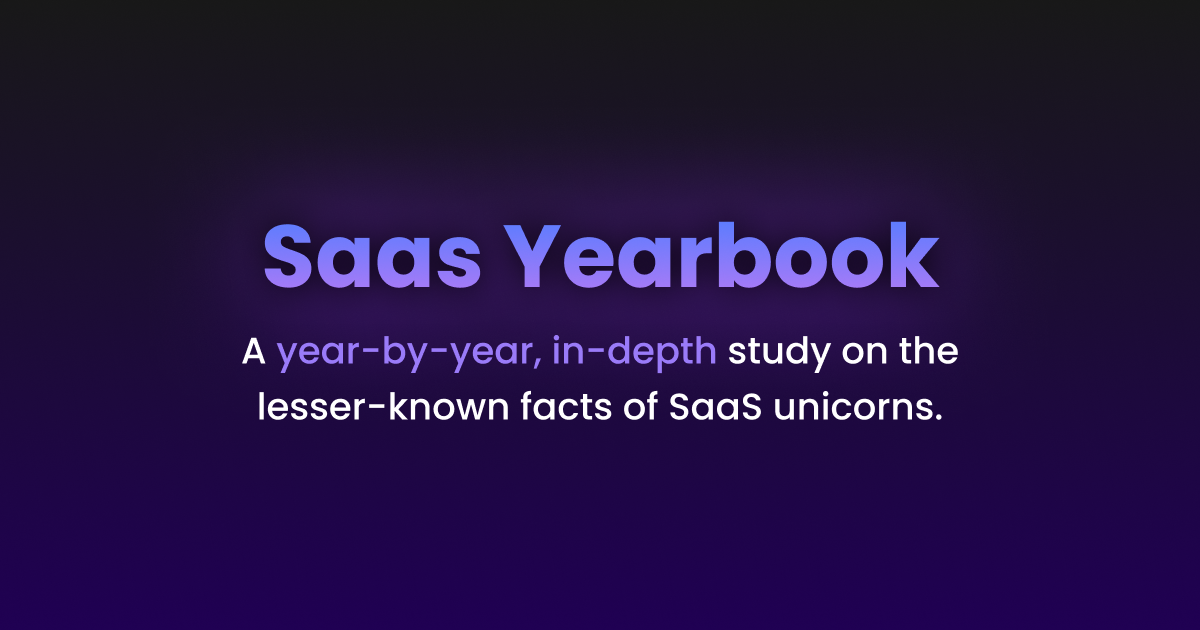 Saas Yearbook
A year-by-year, in-depth study on the
lesser-known facts of SaaS unicorns.